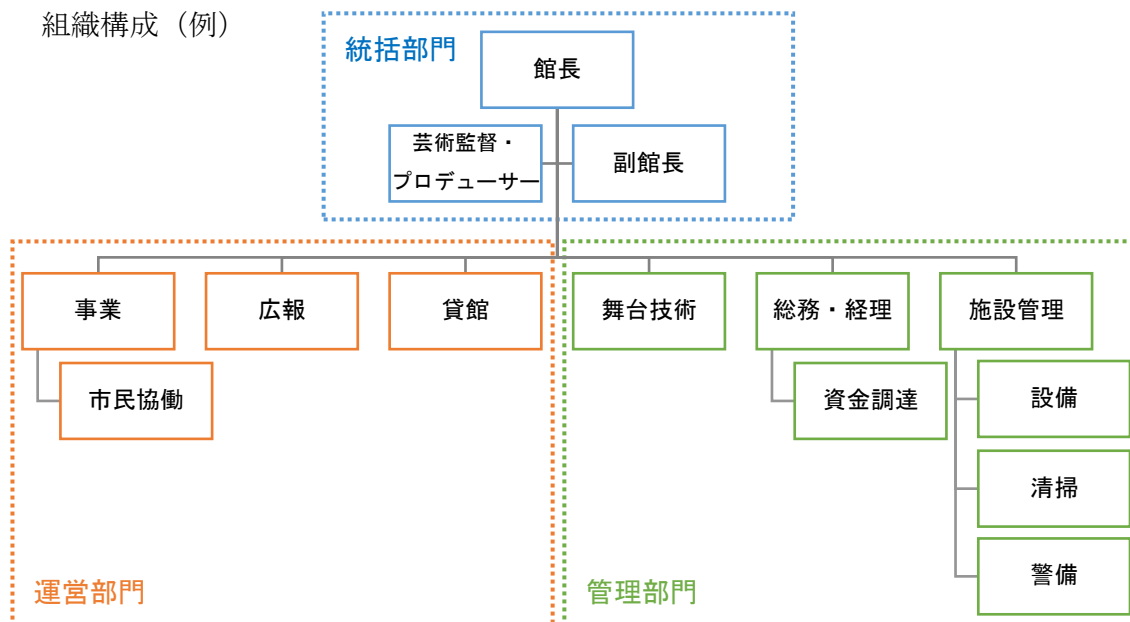 組織構成（例）
統括部門
館長
芸術監督・
プロデューサー
副館長
事業
広報
貸館
舞台技術
総務・経理
施設管理
市民協働
資金調達
設備
清掃
警備
運営部門
管理部門